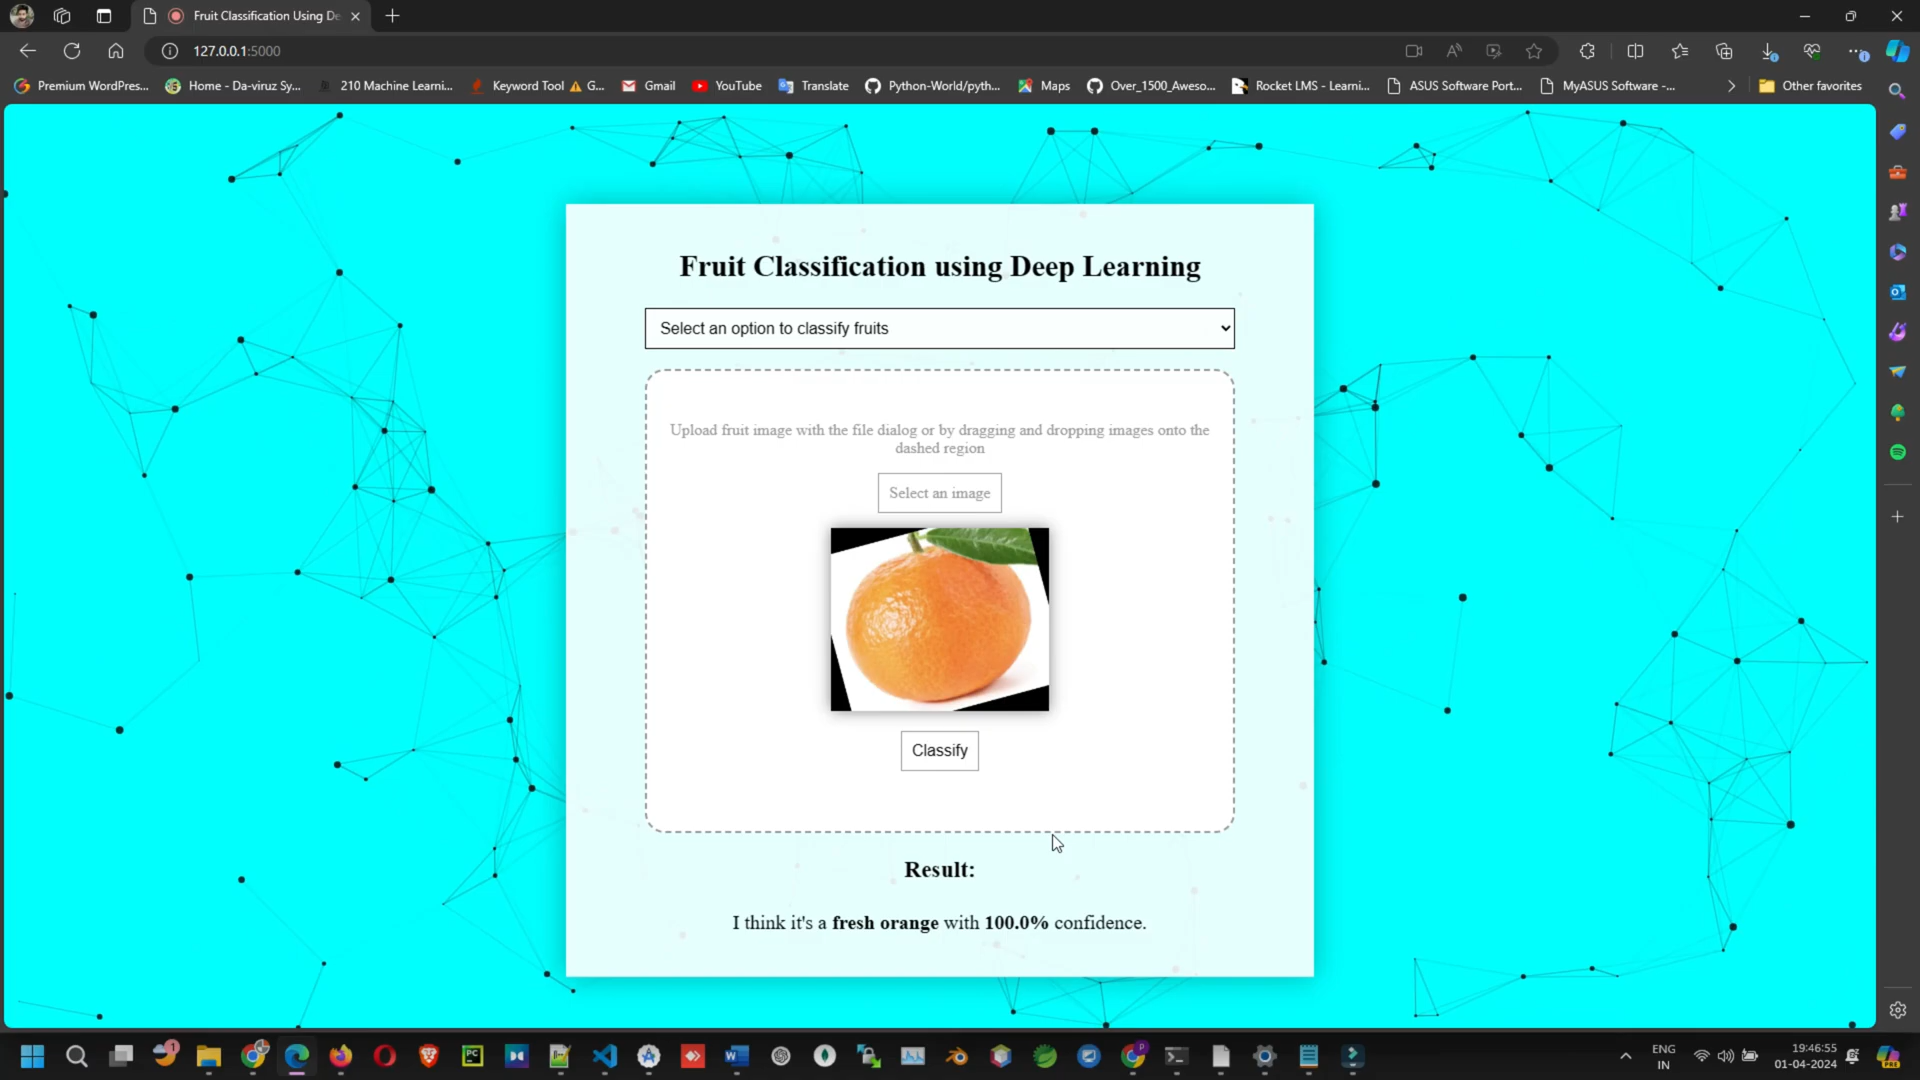 Fruit Classification Using De
127.0.0.1:5000
Premium WordPres...
Home - Da-viruz Sy...
210 Machine Learni...
Keyword Tool ⚠ G...
Gmail
YouTube
Translate
Python-World/pyth...
Maps
Over_1500_Aweso...
Rocket LMS - Learni...
ASUS Software Port...
MyASUS Software -...
Other favorites
Fruit Classification using Deep Learning
Select an option to classify fruits
Upload fruit image with the file dialog or by dragging and dropping images onto the
dashed region
Select an image
Classify
Result:
I think it's a fresh orange with 100.0% confidence.
1
PC
ENG
IN
19:46:55
01-04-2024